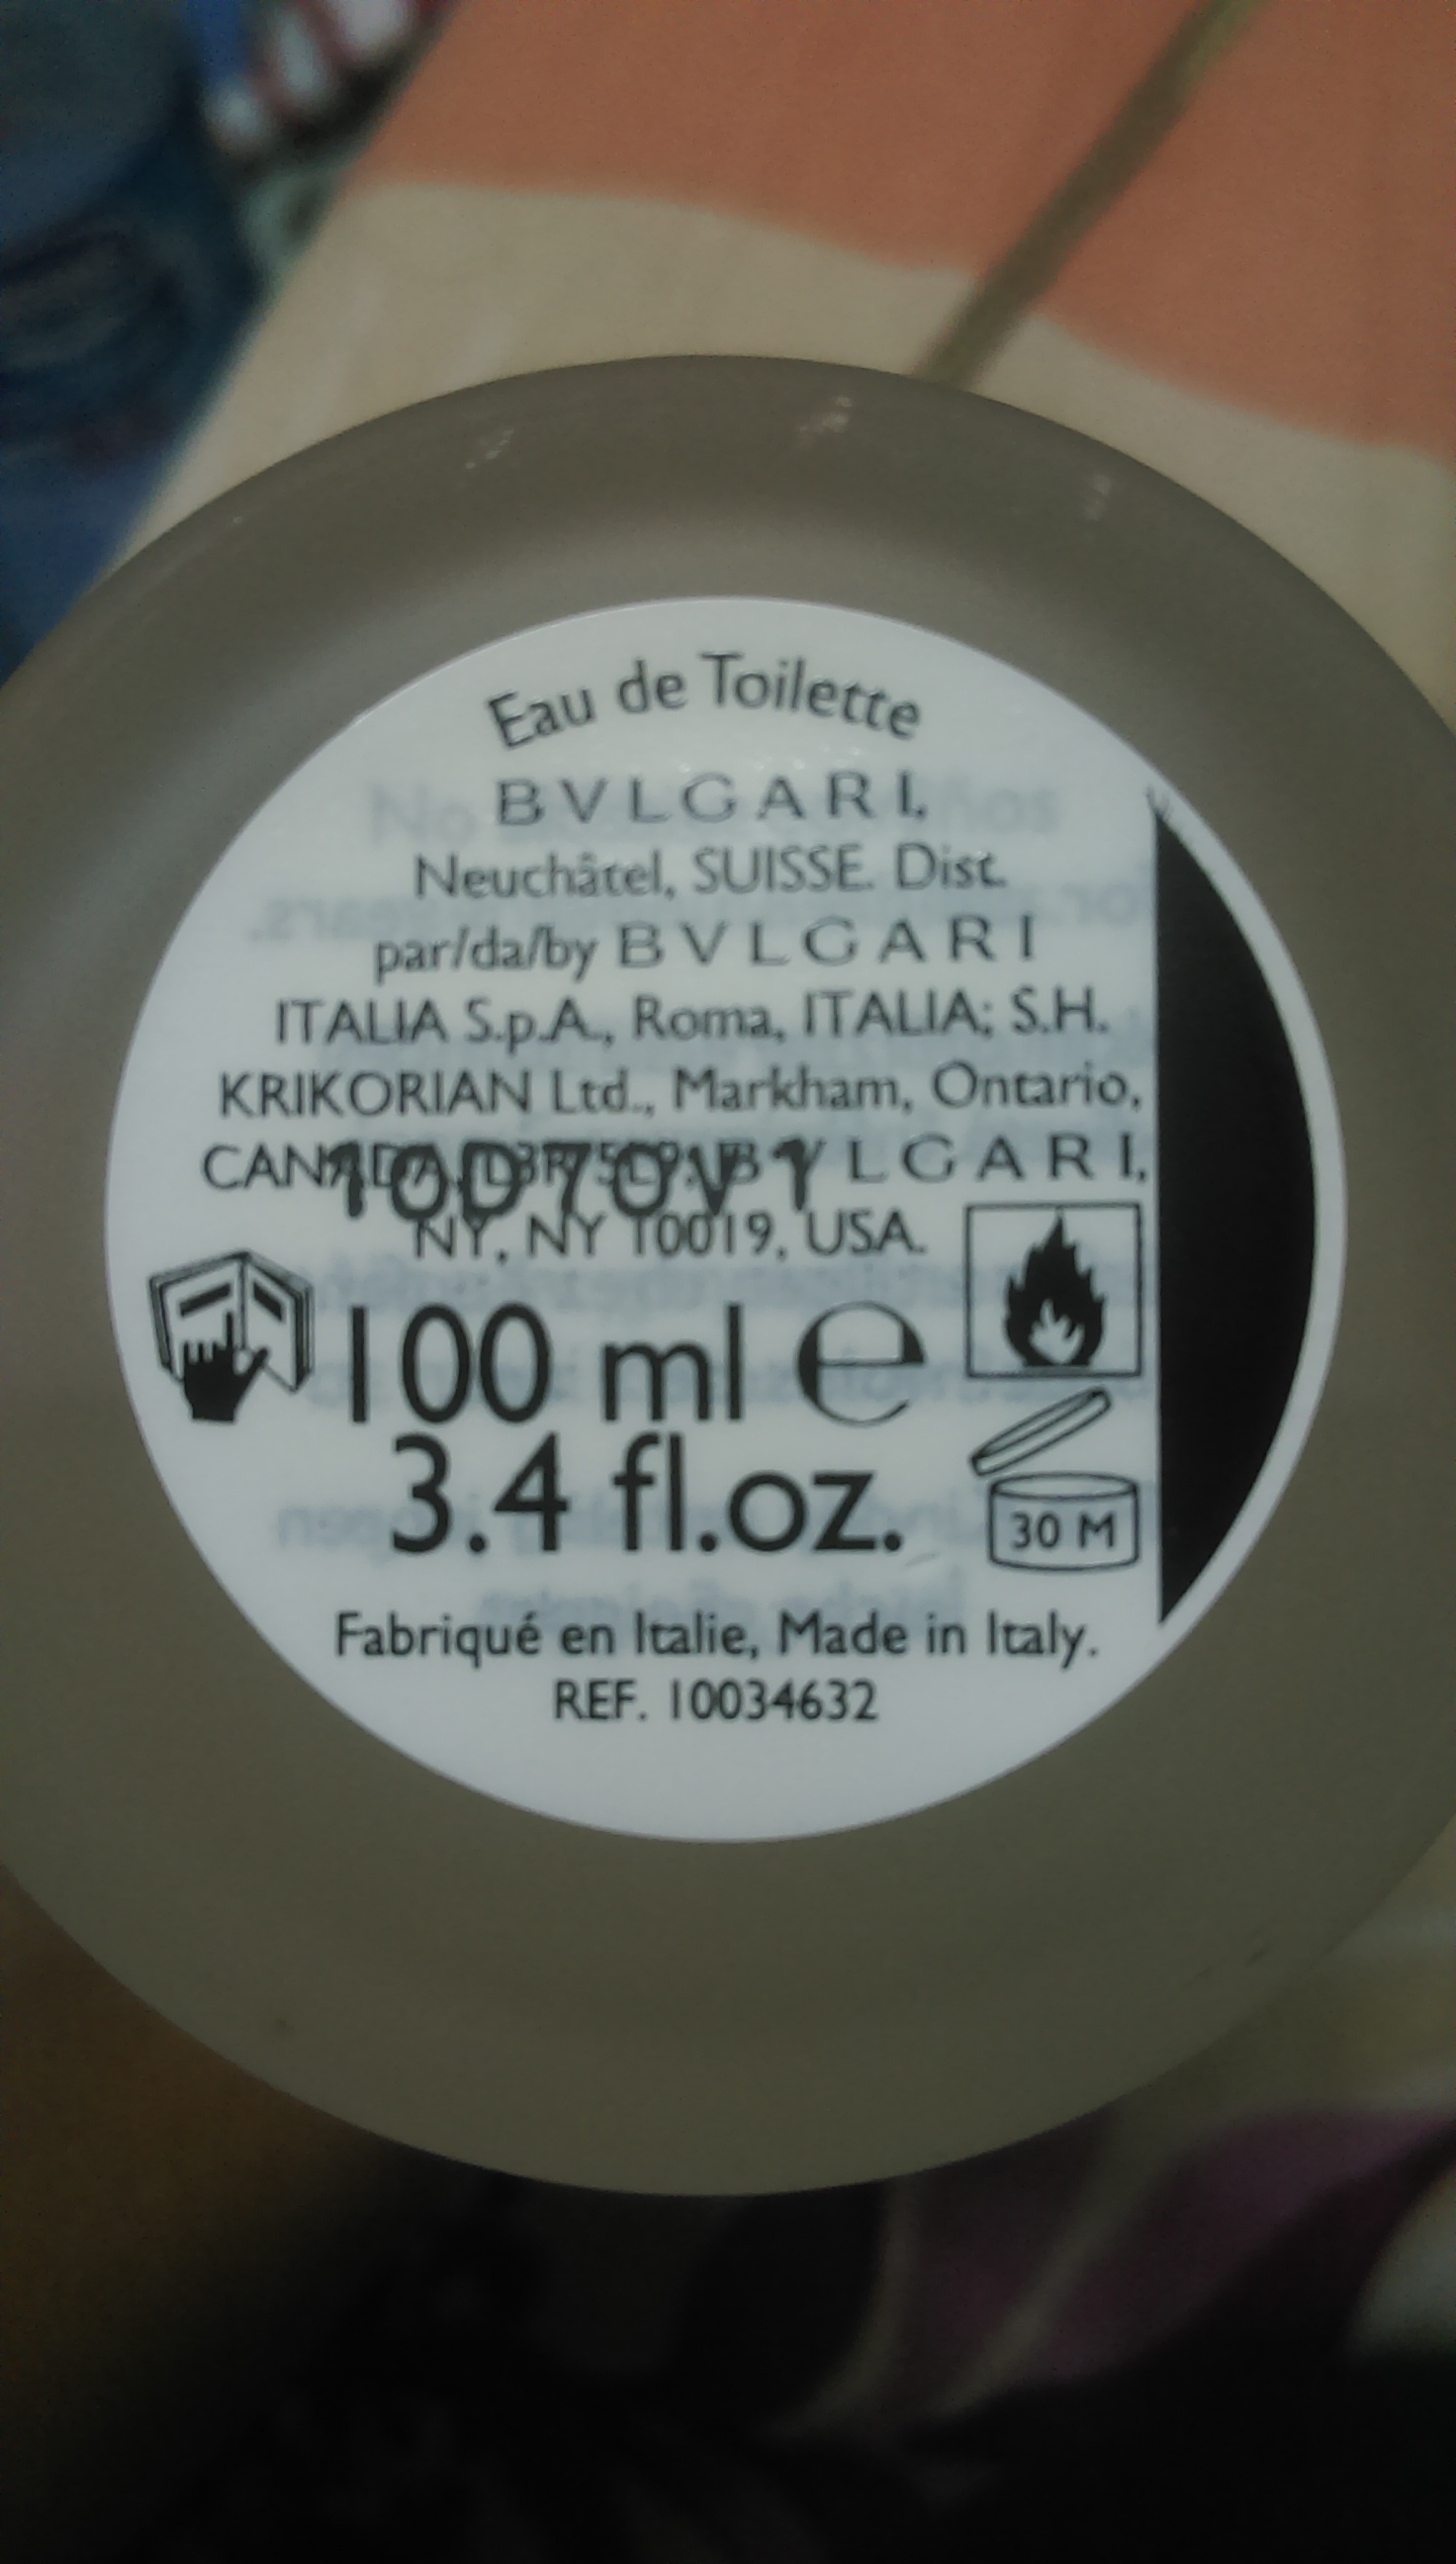 Eau de Toilette
BVLGARI,
Neuchâtel, SUISSE. Dist.
par/da/by BVLGARI
ITALIA S.p.A., Roma, ITALIA; S.H.
KRIKORIAN Ltd., Markham, Ontario,
CANADA, BVLGARI,
10D7OV1
NY, NY 10019, USA.
100 ml e
3.4 fl.oz.
30 M
Fabriqué en Italie, Made in Italy.
REF. 10034632